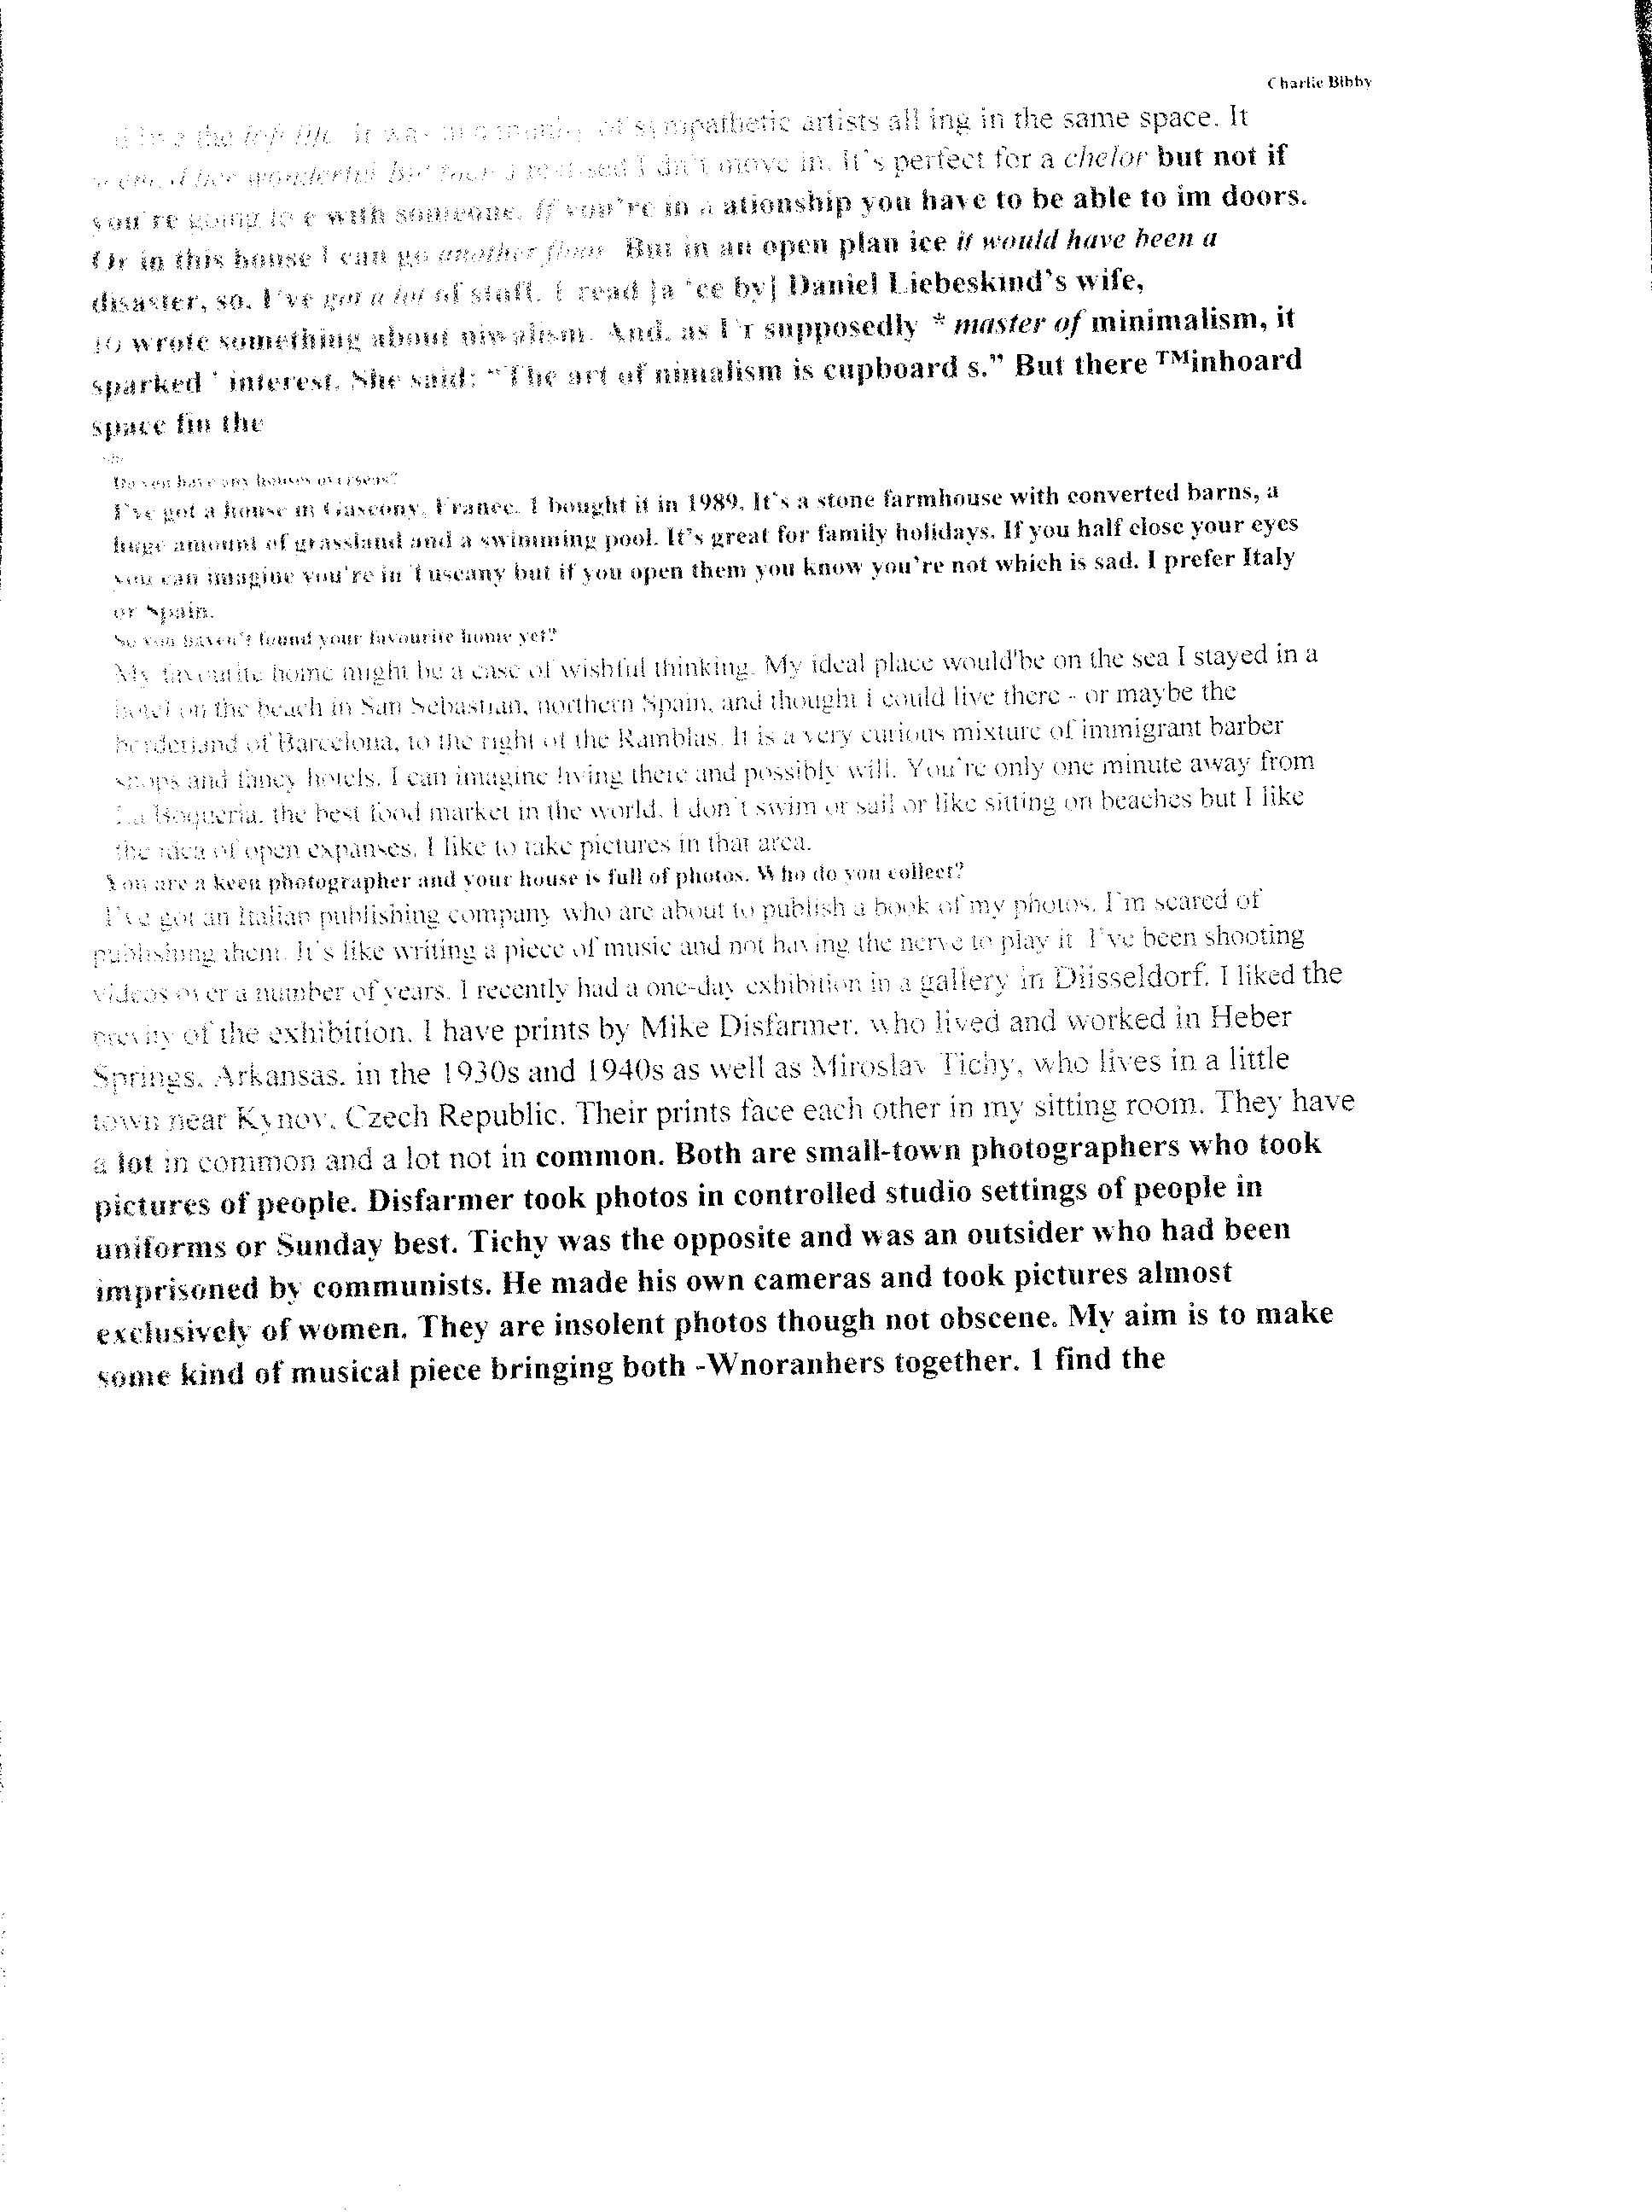 Charlie Bibby
the loft life it was of sympathetic artists all ing in the same space. It
wonderful But I dn't move in. It's perfect for a chelor but not if
you're going to e with someone. If you're in a ationship you have to be able to im doors.
in this house I can go another floor But in an open plan ice it would have been a
disaster, so. I've got a lot of stuff. I read [a 'ce by] Daniel Liebeskind's wife,
wrote something about And, as I'r supposedly * master of minimalism, it
sparked ' interest. She said: "The art of nimalism is cupboard s." But there ™inhoard
space fin the
Do you have any houses overseas?
I've got a house in Gascony, France. I bought it in 1989. It's a stone farmhouse with converted barns, a
huge amount of grassland and a swimming pool. It's great for family holidays. If you half close your eyes
you can imagine you're in Tuscany but if you open them you know you're not which is sad. I prefer Italy
or Spain.
So you haven't found your favourite home yet?
My favourite home might be a case of wishful thinking. My ideal place would'be on the sea I stayed in a
hotel on the beach in San Sebastian, northern Spain, and thought i could live there - or maybe the
borderland of Barcelona, to the right of the Ramblas. It is a very curious mixture of immigrant barber
shops and fancy hotels. I can imagine living there and possibly will. You're only one minute away from
La Boqueria, the best food market in the world. I don't swim or sail or like sitting on beaches but I like
the idea of open expanses. I like to take pictures in that area.
You are a keen photographer and your house is full of photos. Who do you collect?
I've got an Italian publishing company who are about to publish a book of my photos. I'm scared of
publishing them. It's like writing a piece of music and not having the nerve to play it I've been shooting
videos over a number of years. I recently had a one-day exhibition in a gallery in Diisseldorf. I liked the
brevity of the exhibition. I have prints by Mike Disfarmer, who lived and worked in Heber
Springs, Arkansas, in the 1930s and 1940s as well as Miroslav Tichy, who lives in a little
town near Kynov, Czech Republic. Their prints face each other in my sitting room. They have
a lot in common and a lot not in common. Both are small-town photographers who took
pictures of people. Disfarmer took photos in controlled studio settings of people in
uniforms or Sunday best. Tichy was the opposite and was an outsider who had been
imprisoned by communists. He made his own cameras and took pictures almost
exclusively of women. They are insolent photos though not obscene. My aim is to make
some kind of musical piece bringing both -Wnoranhers together. 1 find the